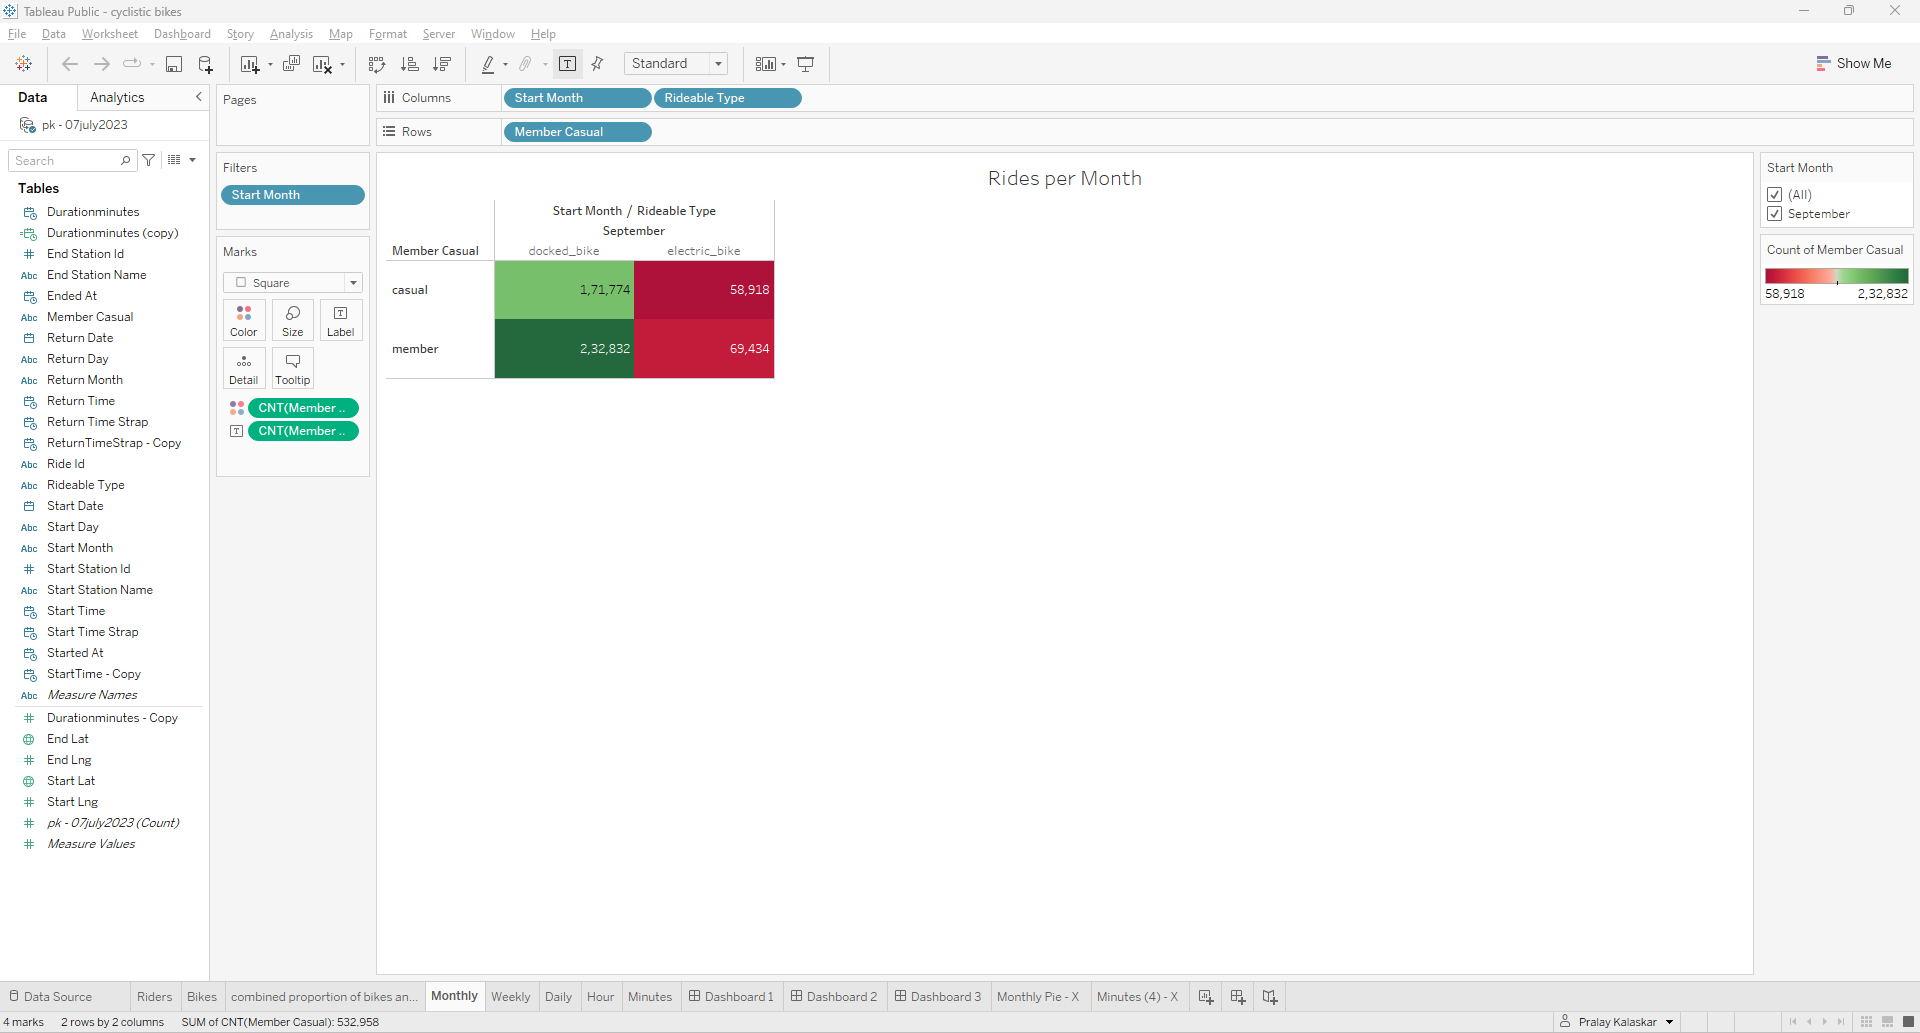 Tableau Public - cyclistic bikes
File Data Worksheet Dashboard Story Analysis Map Format Server Window Help
Standard
Show Me
Data Analytics
pk - 07july2023
Search
Tables
Durationminutes
Durationminutes (copy)
# End Station Id
Abc End Station Name
Ended At
Abc Member Casual
Return Date
Abc Return Day
Abc Return Month
Return Time
Return Time Strap
ReturnTimeStrap - Copy
Abc Ride Id
Abc Rideable Type
Start Date
Abc Start Day
Abc Start Month
# Start Station Id
Abc Start Station Name
Start Time
Start Time Strap
Started At
StartTime - Copy
Abc Measure Names
# Durationminutes - Copy
End Lat
# End Lng
Start Lat
# Start Lng
# pk - 07july2023 (Count)
# Measure Values
Pages
Filters
Start Month
Marks
Square
Color Size Label
Detail Tooltip
CNT(Member ..
T CNT(Member ..
Columns Start Month Rideable Type
Rows Member Casual
Rides per Month
Start Month / Rideable Type
September
Member Casual docked_bike electric_bike
casual 1,71,774 58,918
member 2,32,832 69,434
Start Month
(All)
September
Count of Member Casual
58,918 2,32,832
Data Source Riders Bikes combined proportion of bikes an... Monthly Weekly Daily Hour Minutes Dashboard 1 Dashboard 2 Dashboard 3 Monthly Pie - X Minutes (4) - X
4 marks 2 rows by 2 columns SUM of CNT(Member Casual): 532,958
Pralay Kalaskar